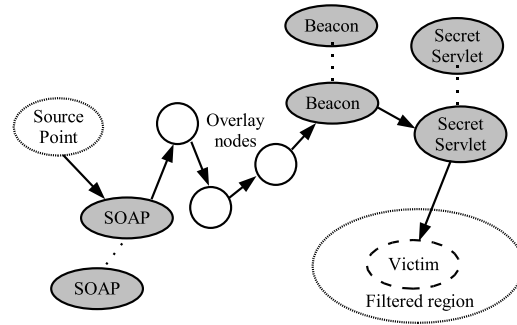 Beacon
Secret
Servlet
Source
Point
Overlay
nodes
Beacon
Secret
Servlet
SOAP
SOAP
Victim
Filtered region